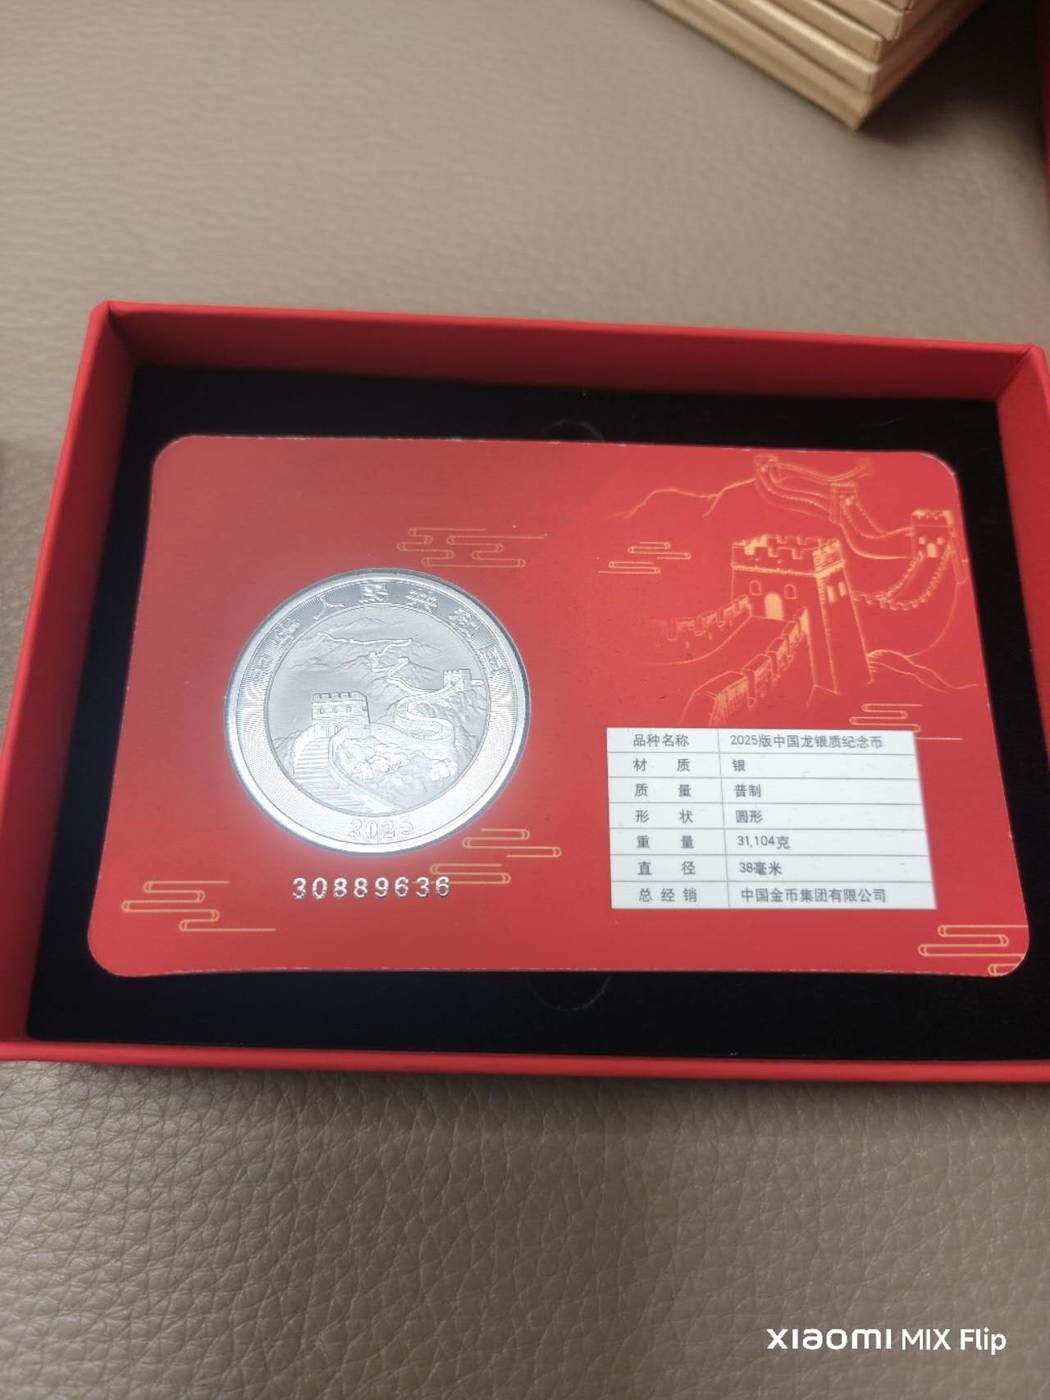 中华人民共和国
2025
30889636
品种名称 2025版中国龙银质纪念币
材 质 银
质 量 普制
形 状 圆形
重 量 31,104克
直 径 38毫米
总 经 销 中国金币集团有限公司
xiaomi MIX Flip